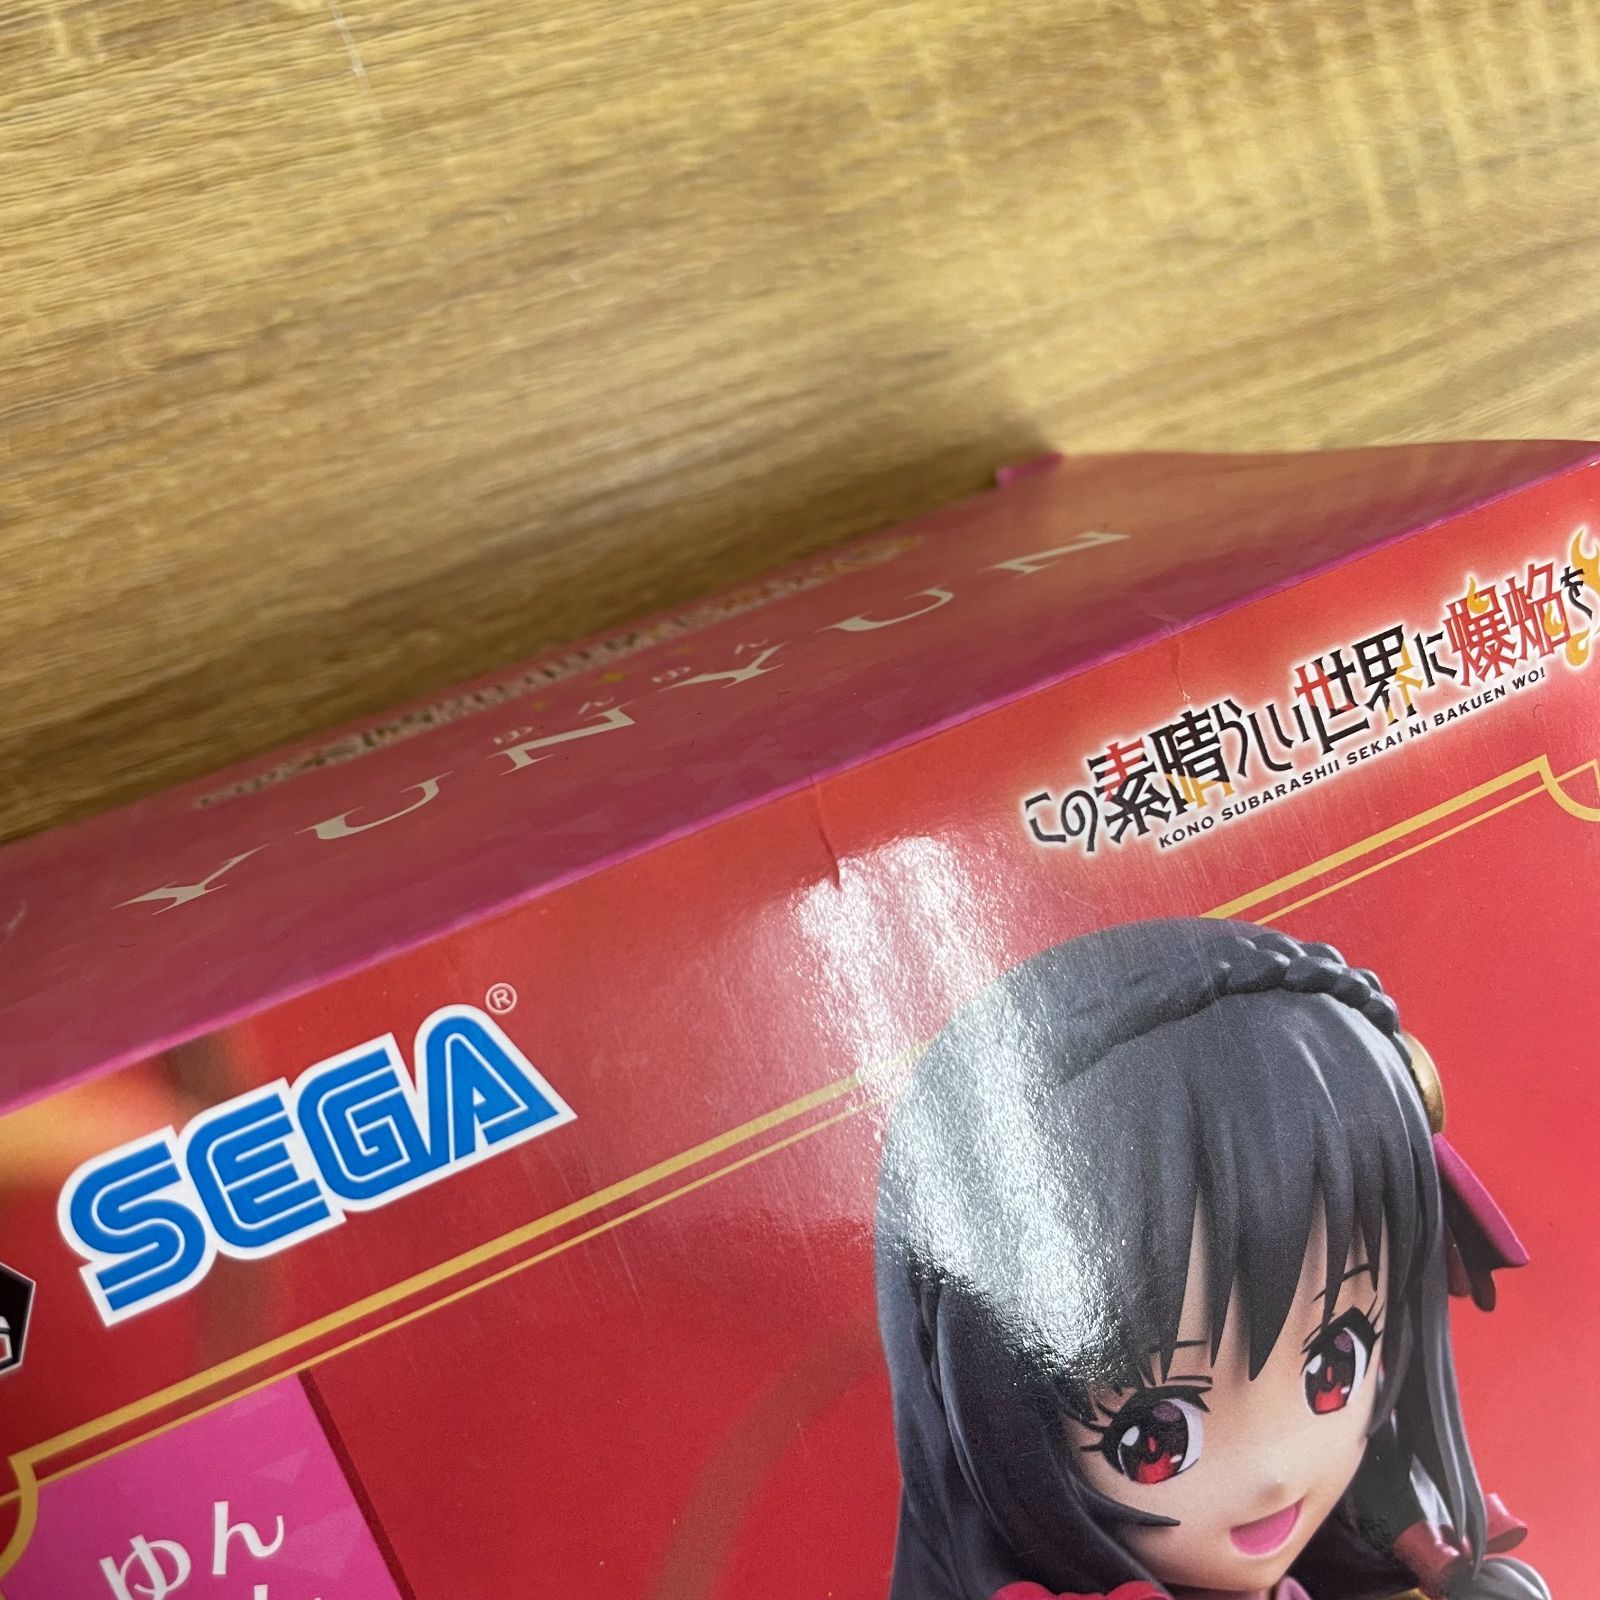 YUNYUN
ゆんゆん
この素晴らしい世界に爆焔を
KONO SUBARASHII SEKAI NI BAKUEN WO!
SEGA®
ゆん